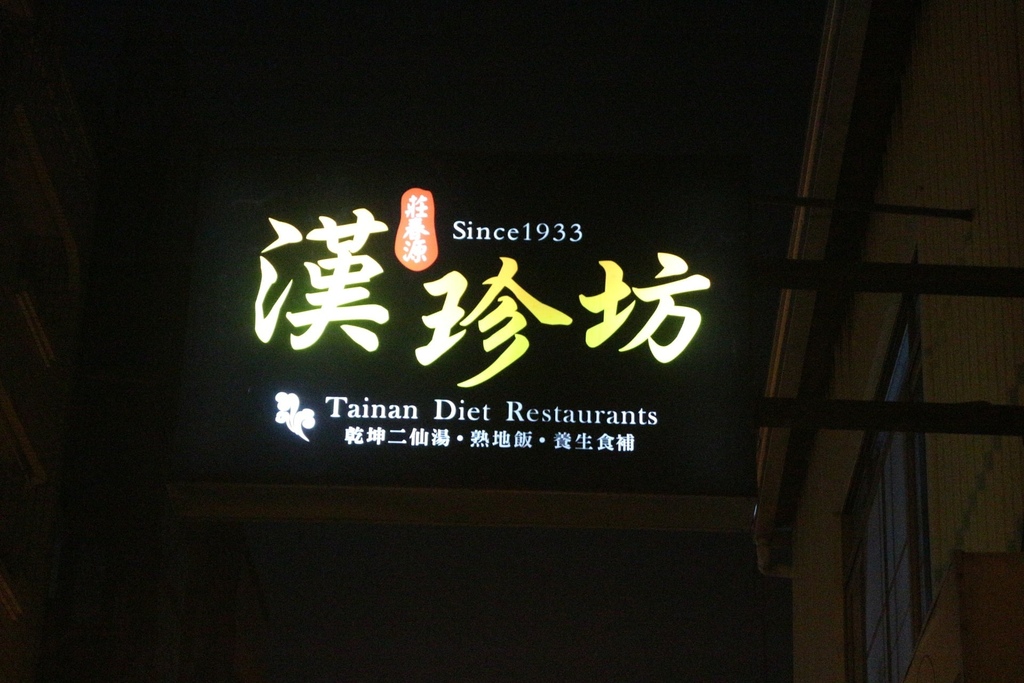 莊春源
Since1933
漢珍坊
Tainan Diet Restaurants
乾坤二仙湯・熟地飯・養生食補